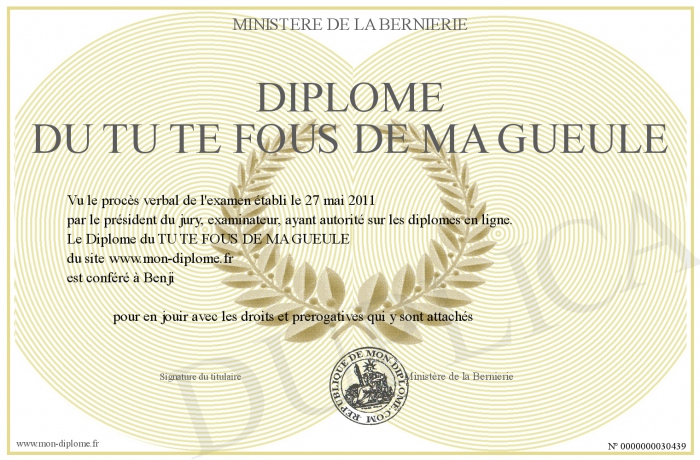 MINISTERE DE LA BERNIERIE
DIPLOME
DU TU TE FOUS DE MA GUEULE
Vu le procès verbal de l'examen établi le 27 mai 2011
par le président du jury, examinateur, ayant autorité sur les diplomes en ligne.
Le Diplome du TU TE FOUS DE MA GUEULE
du site www.mon-diplome.fr
est conféré à Benji
pour en jouir avec les droits et prerogatives qui y sont attachés
Signature du titulaire
REPUBLIQUE DE MON-DIPLOME.COM
Ministère de la Bernierie
DUPLICATA
www.mon-diplome.fr
N° 0000000030439